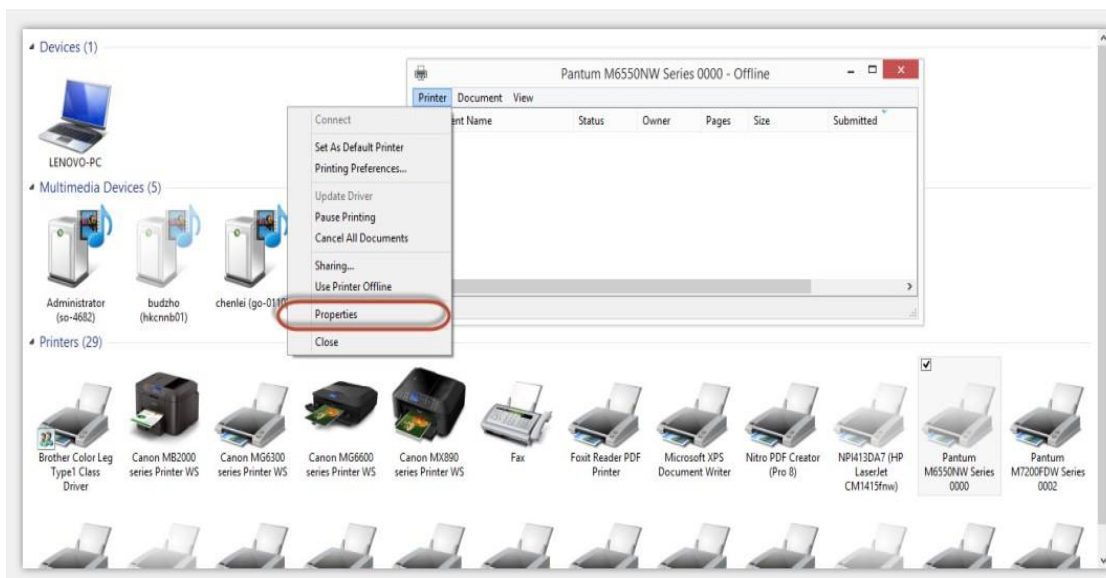 Devices (1)
LENOVO-PC
Pantum M6550NW Series 0000 - Offline
Printer Document View
ent Name Status Owner Pages Size Submitted
Connect
Set As Default Printer
Printing Preferences...
Update Driver
Pause Printing
Cancel All Documents
Sharing...
Use Printer Offline
Properties
Close
Multimedia Devices (5)
Administrator
(so-4682)
budzho
(hkcnnb01)
chenlei (go-0110)
Printers (29)
Brother Color Leg
Type1 Class
Driver
Canon MB2000
series Printer WS
Canon MG6300
series Printer WS
Canon MG6600
series Printer WS
Canon MX890
series Printer WS
Fax
Foxit Reader PDF
Printer
Microsoft XPS
Document Writer
Nitro PDF Creator
(Pro 8)
NPI413DA7 (HP
LaserJet
CM1415fnw)
Pantum
M6550NW Series
0000
Pantum
M7200FDW Series
0002